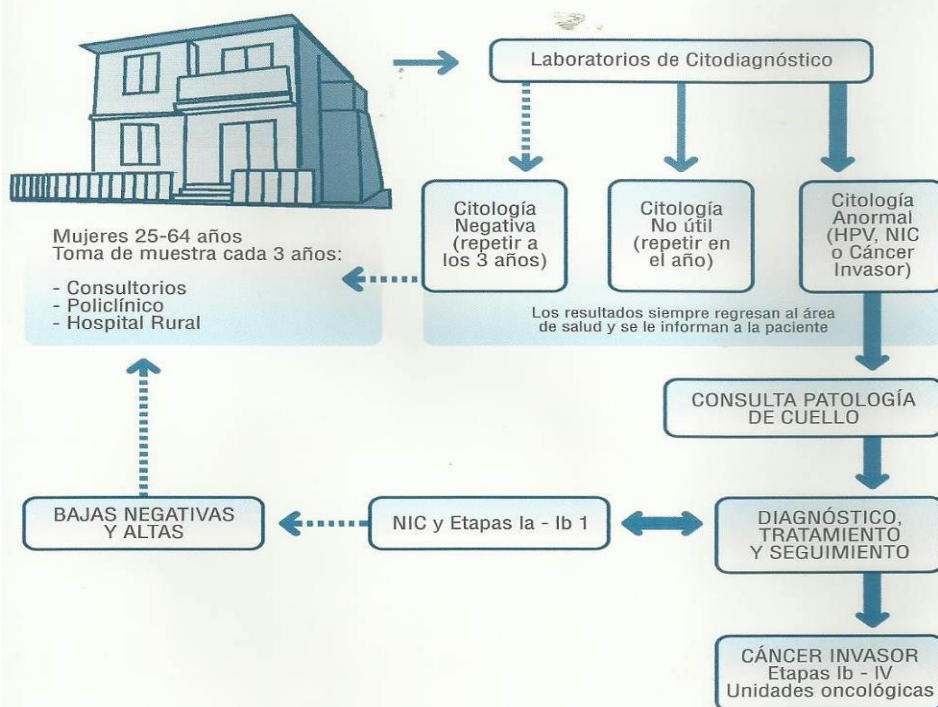 Laboratorios de Citodiagnóstico
Citología
Negativa
(repetir a
los 3 años)
Citología
No útil
(repetir en
el año)
Citología
Anormal
(HPV, NIC
o Cáncer
Invasor)
Mujeres 25-64 años
Toma de muestra cada 3 años:
- Consultorios
- Policlínico
- Hospital Rural
Los resultados siempre regresan al área
de salud y se le informan a la paciente
CONSULTA PATOLOGÍA
DE CUELLO
BAJAS NEGATIVAS
Y ALTAS
NIC y Etapas Ia - Ib 1
DIAGNÓSTICO,
TRATAMIENTO
Y SEGUIMIENTO
CÁNCER INVASOR
Etapas Ib - IV
Unidades oncológicas